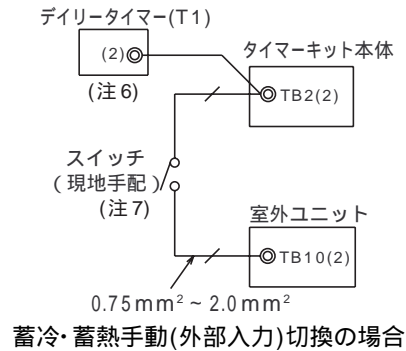 デイリータイマー(T1)
(2)
(注6)
タイマーキット本体
TB2(2)
スイッチ
(現地手配)
(注7)
室外ユニット
TB10(2)
0.75mm²~2.0mm²
蓄冷・蓄熱手動(外部入力)切換の場合